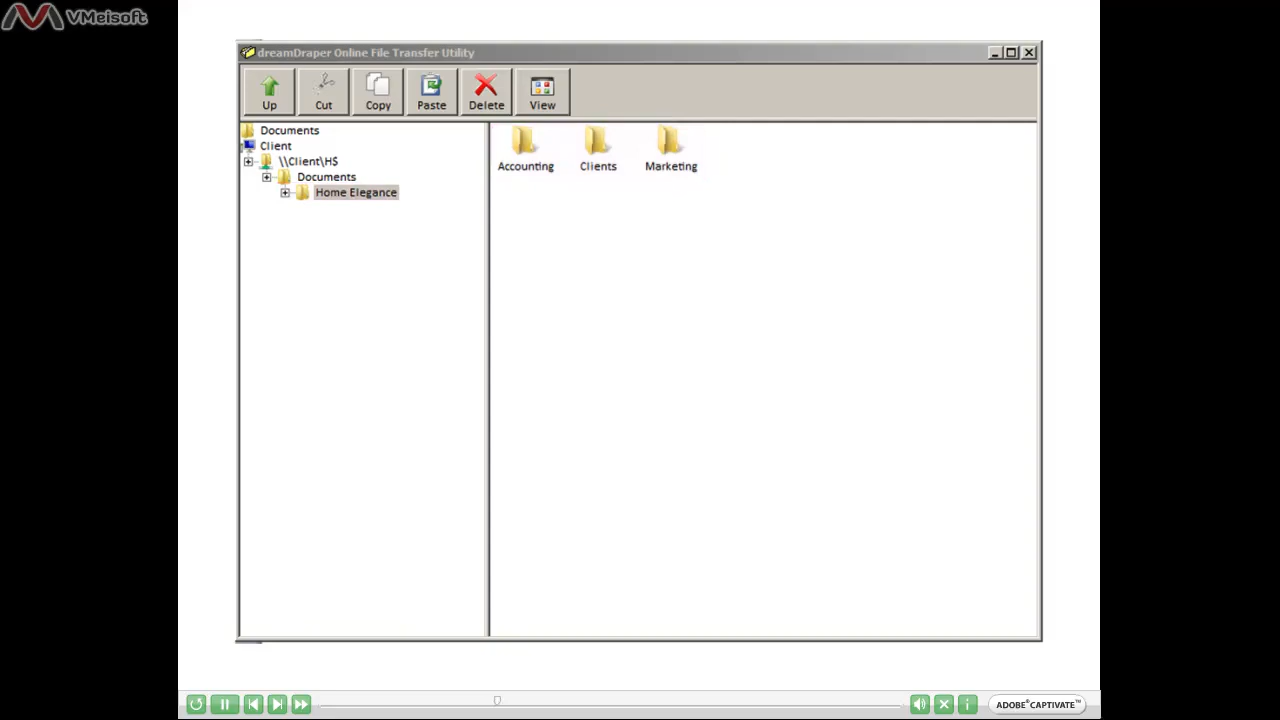 VMeisoft
dreamDraper Online File Transfer Utility
Up Cut Copy Paste Delete View
Documents
Client
\\Client\H$
Documents
Home Elegance
Accounting Clients Marketing
ADOBE® CAPTIVATE™